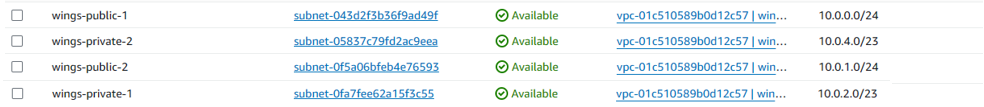 wings-public-1 subnet-043d2f3b36f9ad49f Available vpc-01c510589b0d12c57 | win... 10.0.0.0/24
wings-private-2 subnet-05837c79fd2ac9eea Available vpc-01c510589b0d12c57 | win... 10.0.4.0/23
wings-public-2 subnet-0f5a06bfeb4e76593 Available vpc-01c510589b0d12c57 | win... 10.0.1.0/24
wings-private-1 subnet-0fa7fee62a15f3c55 Available vpc-01c510589b0d12c57 | win... 10.0.2.0/23